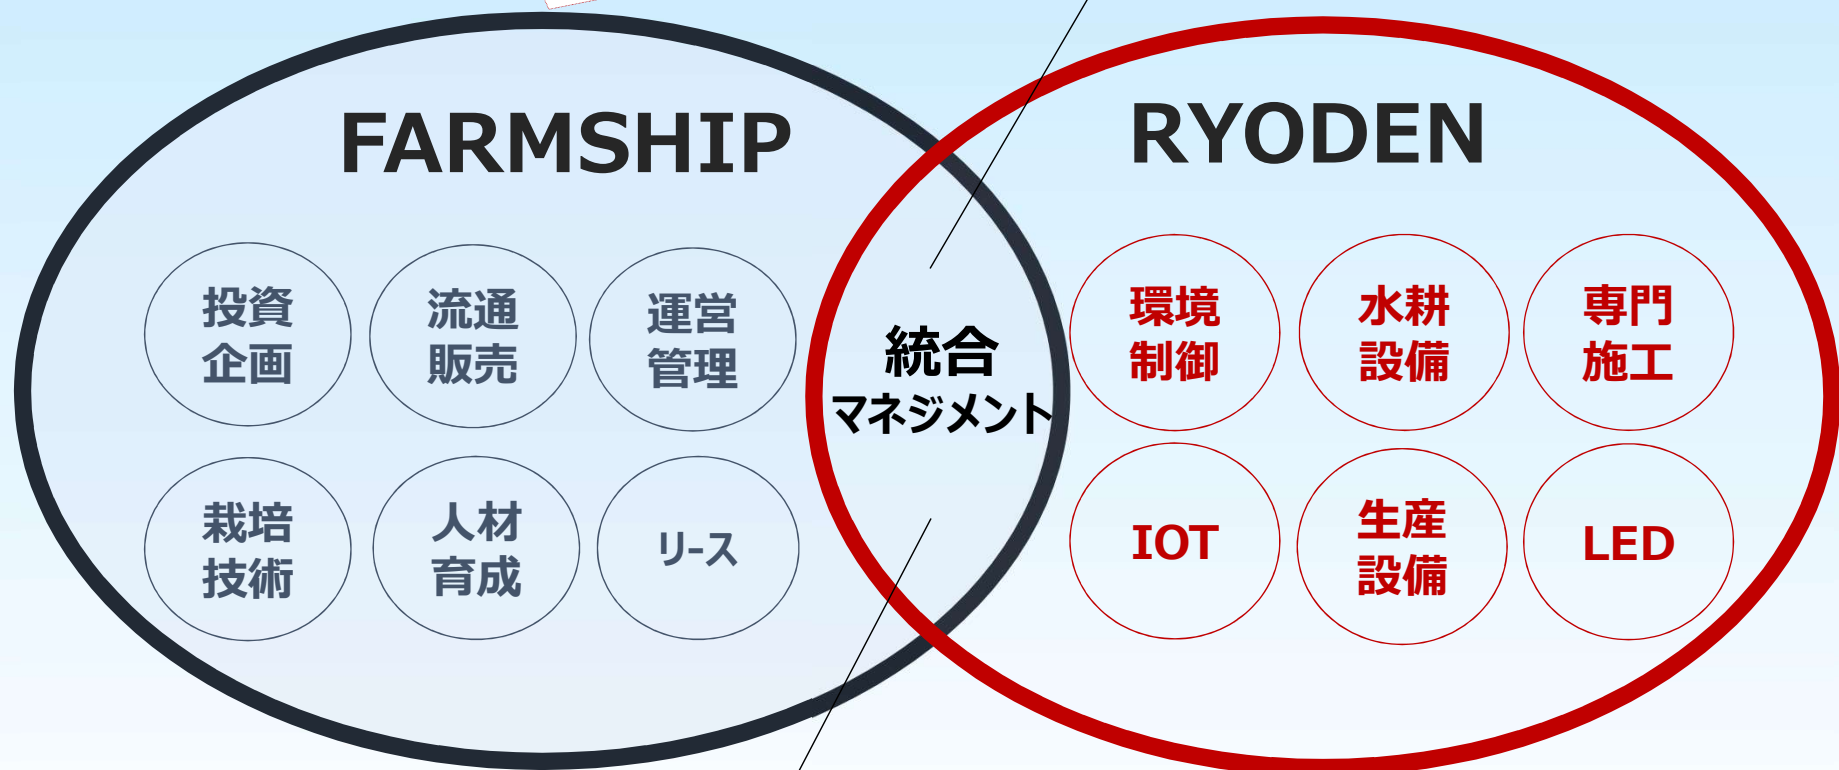 FARMSHIP
RYODEN
投資
企画
流通
販売
運営
管理
栽培
技術
人材
育成
リース
統合
マネジメント
環境
制御
水耕
設備
専門
施工
IOT
生産
設備
LED